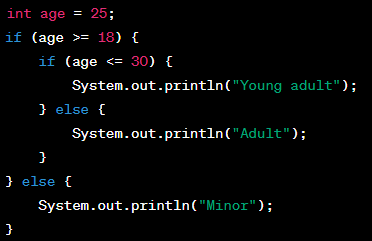 int age = 25;
if (age >= 18) {
    if (age <= 30) {
        System.out.println("Young adult");
    } else {
        System.out.println("Adult");
    }
} else {
    System.out.println("Minor");
}